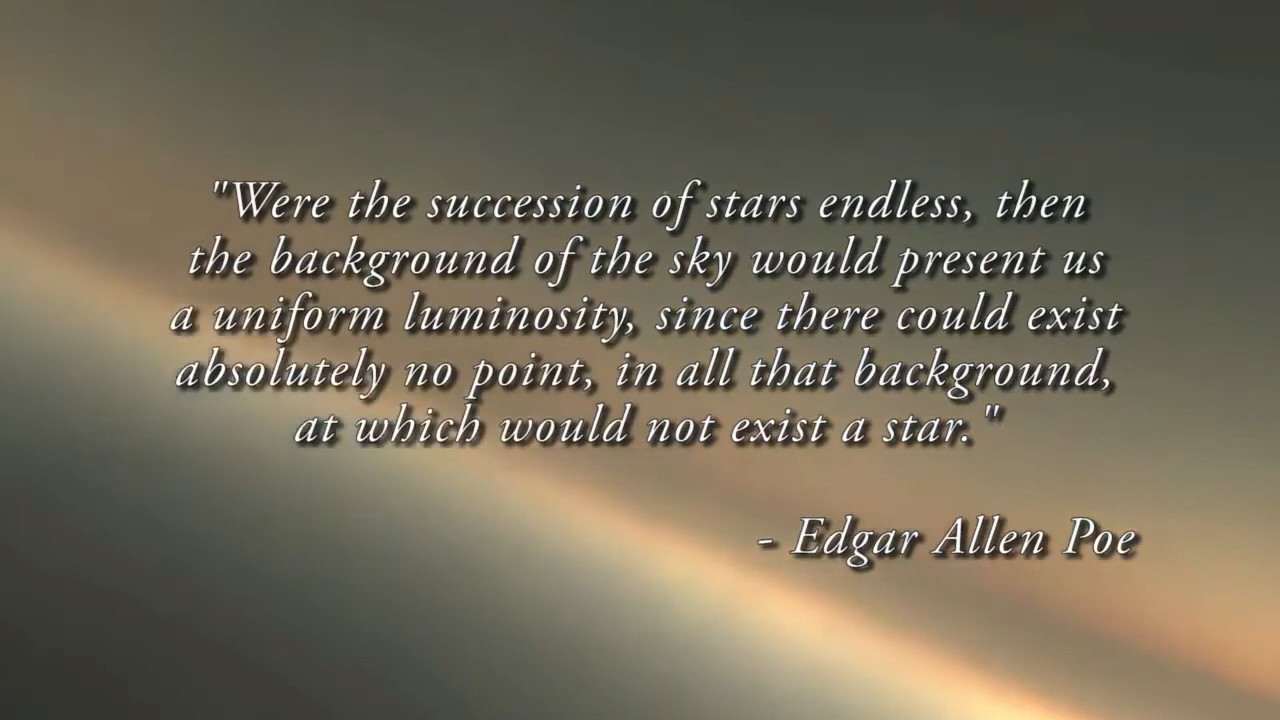 "Were the succession of stars endless, then
the background of the sky would present us
a uniform luminosity, since there could exist
absolutely no point, in all that background,
at which would not exist a star."
- Edgar Allen Poe